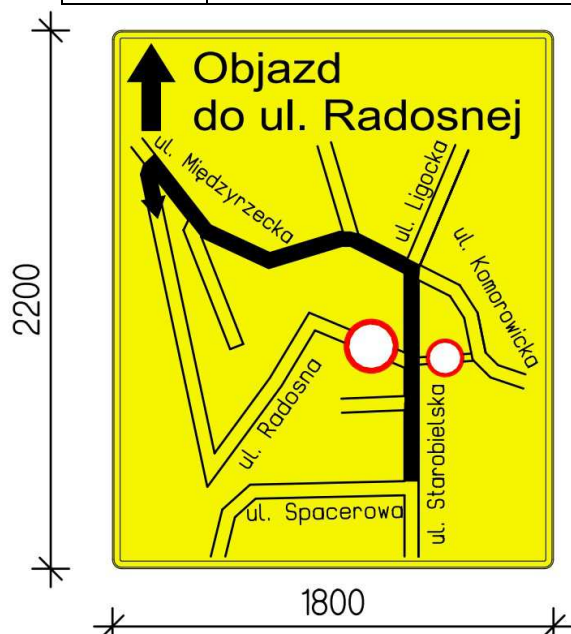 Objazd
do ul. Radosnej
ul. Międzyrzecka
ul. Ligocka
ul. Komorowicka
ul. Radosna
ul. Starobielska
ul. Spacerowa
2200
1800